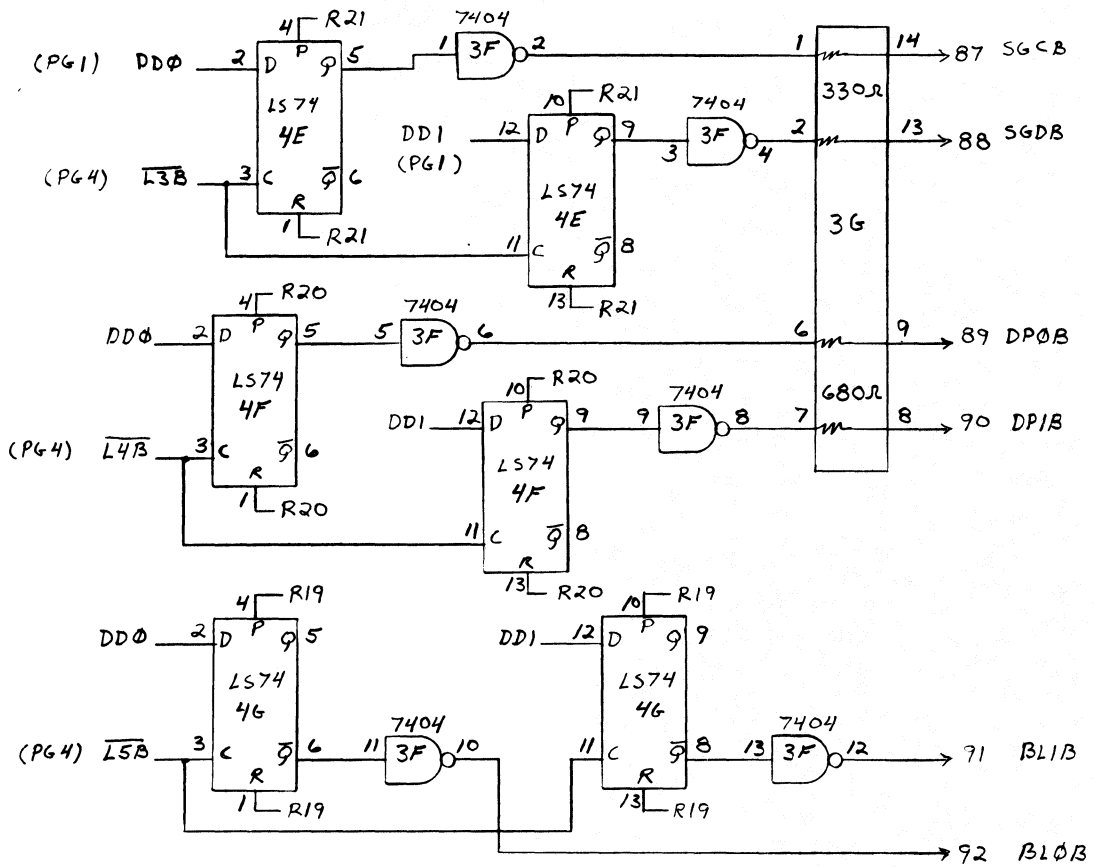 4 R21 7404
(PG1) DDØ 2 D P Q 5 1 3F 2 1 14 87 SGCB
LS74 4E R21 330Ω
10 R21 7404
DD1 12 D P Q 9 3 3F 4 2 13 88 SGDB
(PG1)
(PG4) L3B 3 C Q 6
R LS74 4E
1 R21 3G
11 C Q 8
R
13 R21
4 R20 7404
DDØ 2 D P Q 5 5 3F 6 6 9 89 DPØB
LS74 4F 680Ω
10 R20 7404
DD1 12 D P Q 9 9 3F 8 7 8 90 DP1B
(PG4) L4B 3 C Q 6
R LS74 4F
1 R20
11 C Q 8
R
13 R20
4 R19 10 R19
DDØ 2 D P Q 5 DD1 12 D P Q 9
LS74 LS74
4G 4G
7404 7404
(PG4) L5B 3 C Q 6 11 3F 10 11 C Q 8 13 3F 12 91 BL1B
R R
1 R19 13 R19
92 BLØB